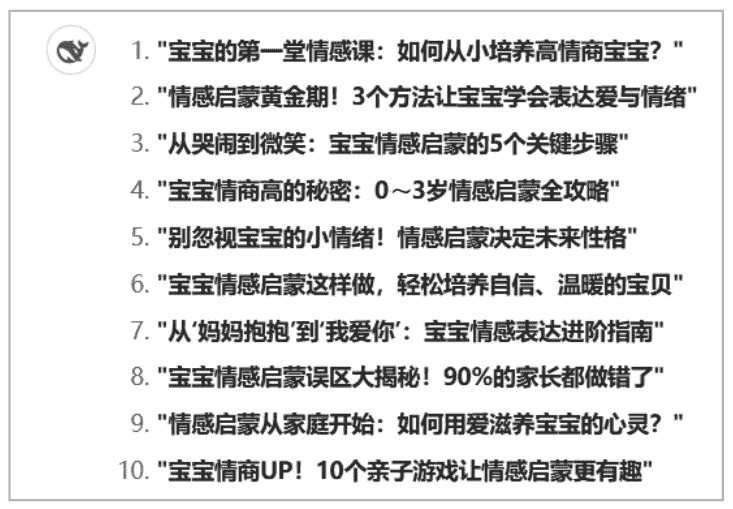 1. "宝宝的第一堂情感课：如何从小培养高情商宝宝？"
2. "情感启蒙黄金期！3个方法让宝宝学会表达爱与情绪"
3. "从哭闹到微笑：宝宝情感启蒙的5个关键步骤"
4. "宝宝情商高的秘密：0～3岁情感启蒙全攻略"
5. "别忽视宝宝的小情绪！情感启蒙决定未来性格"
6. "宝宝情感启蒙这样做，轻松培养自信、温暖的宝贝"
7. "从‘妈妈抱抱’到‘我爱你’：宝宝情感表达进阶指南"
8. "宝宝情感启蒙误区大揭秘！90%的家长都做错了"
9. "情感启蒙从家庭开始：如何用爱滋养宝宝的心灵？"
10. "宝宝情商UP！10个亲子游戏让情感启蒙更有趣"